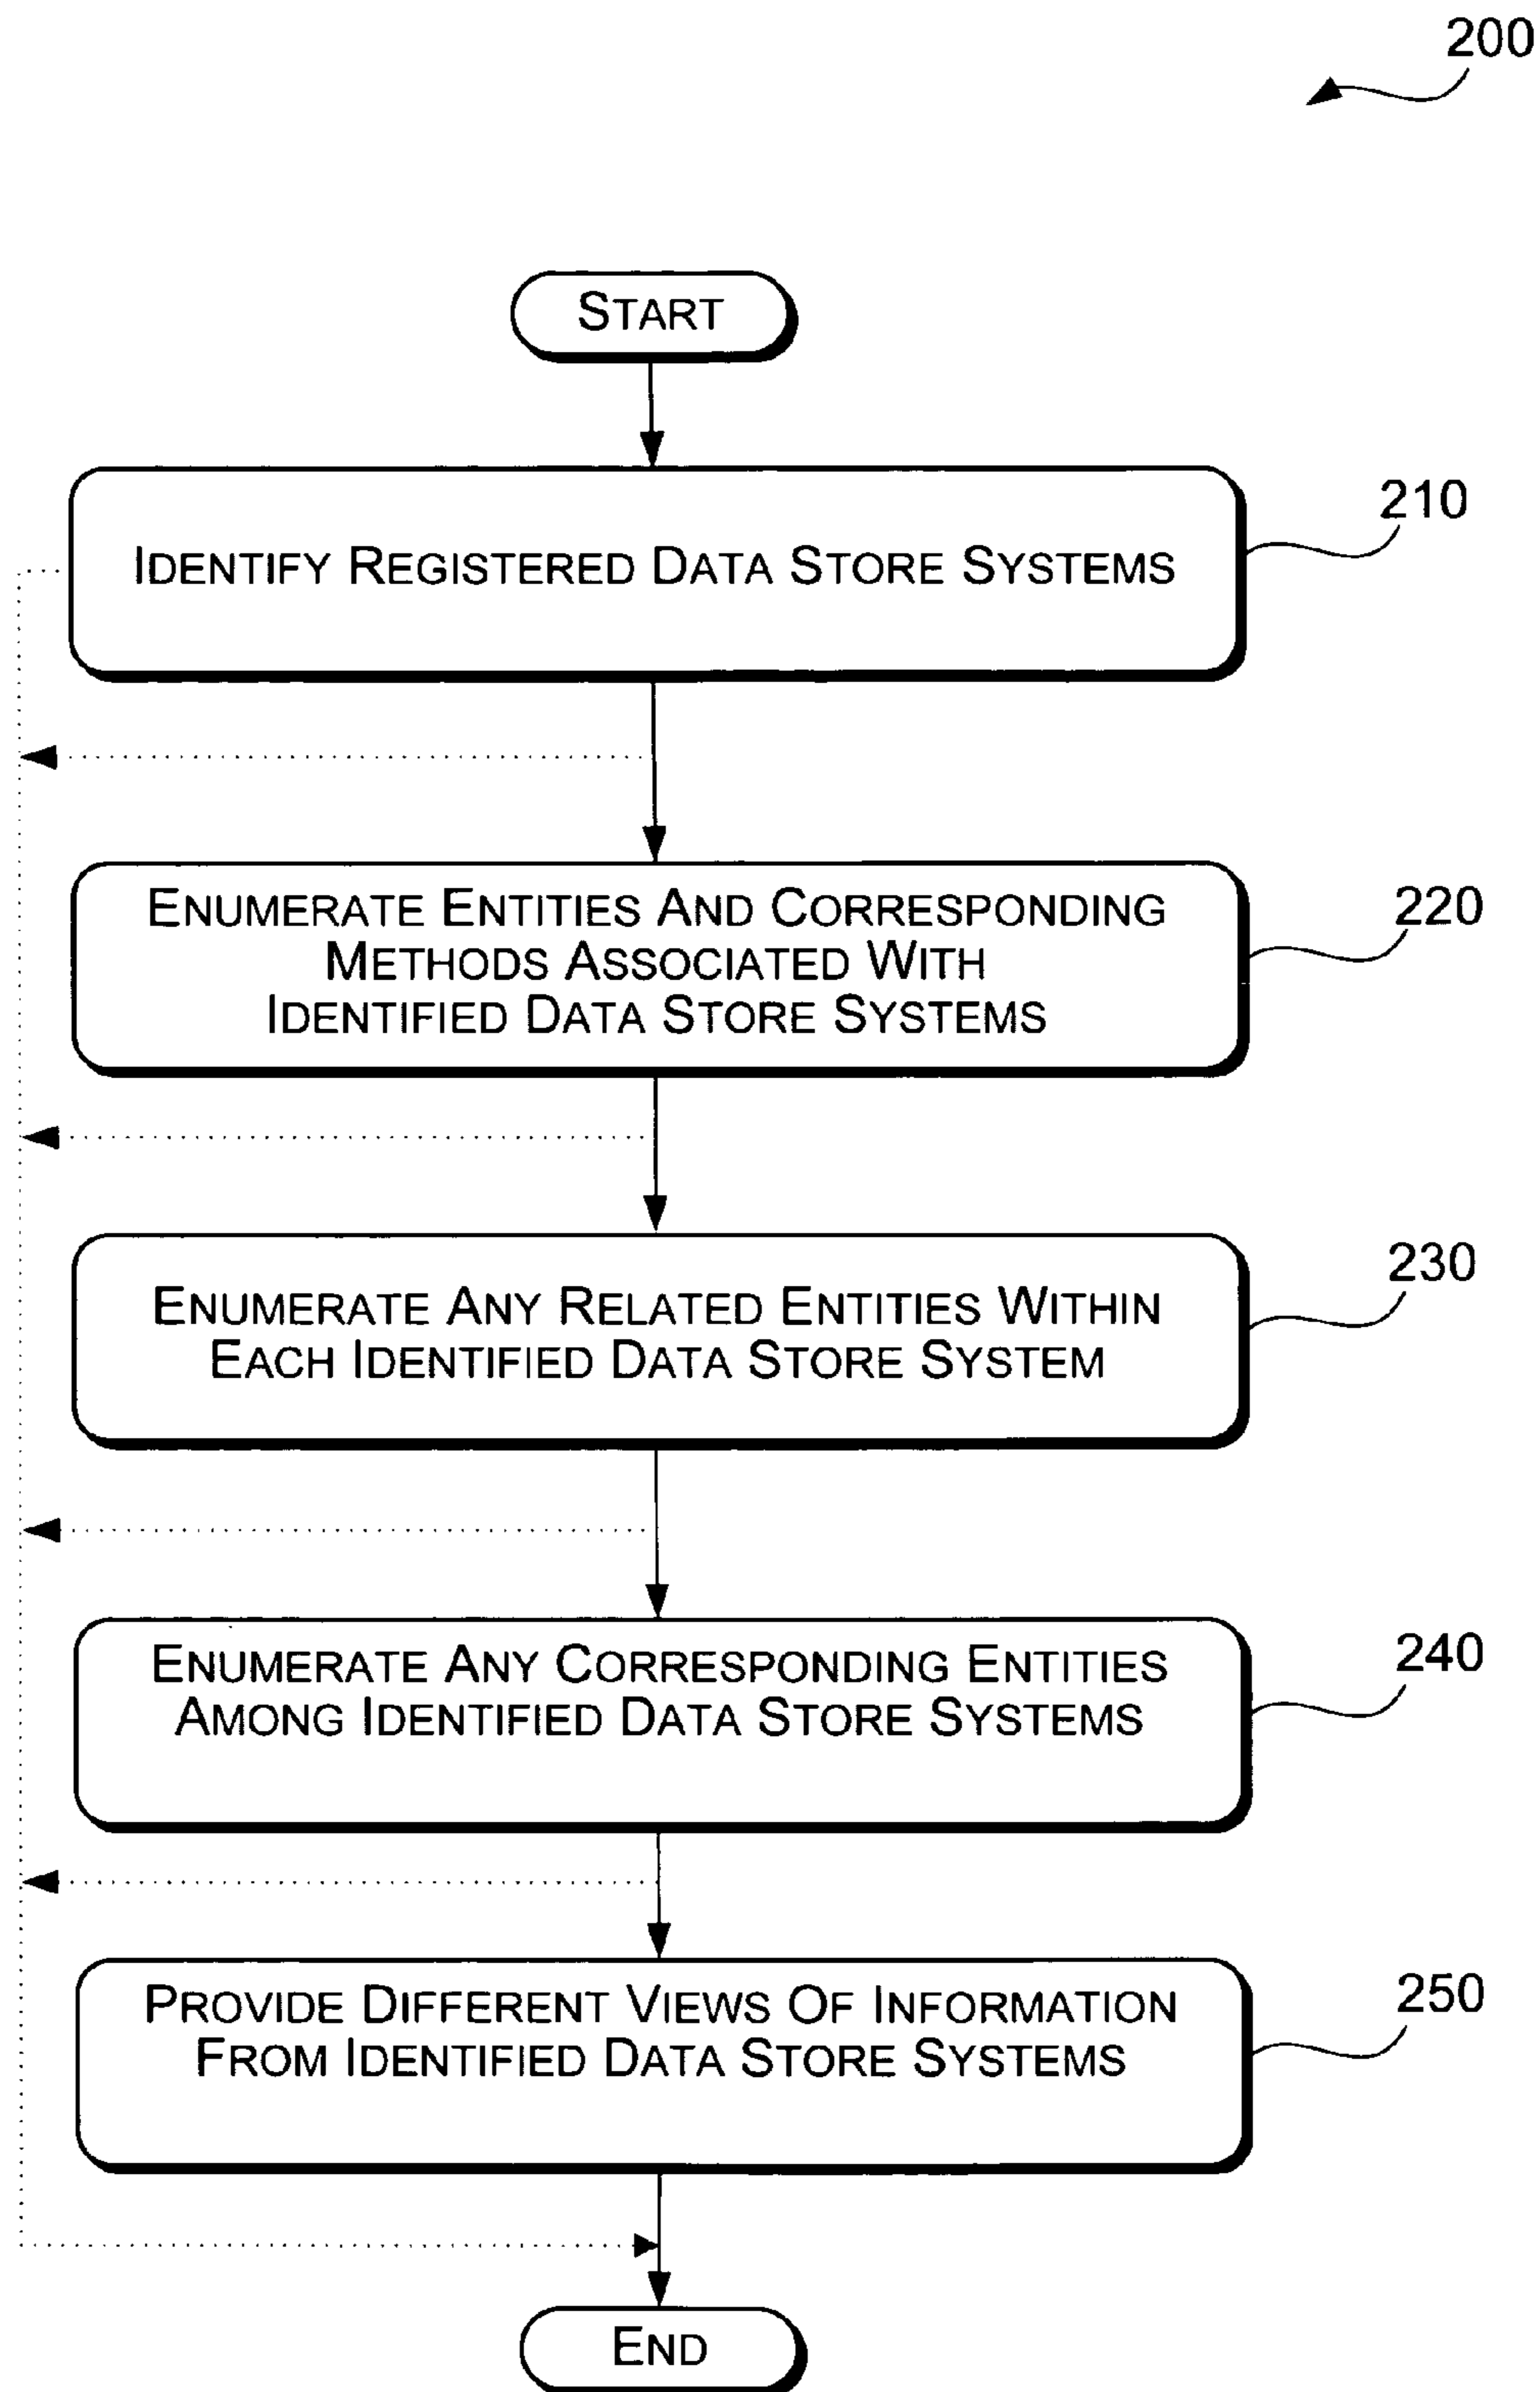 200
START
IDENTIFY REGISTERED DATA STORE SYSTEMS
210
ENUMERATE ENTITIES AND CORRESPONDING
METHODS ASSOCIATED WITH
IDENTIFIED DATA STORE SYSTEMS
220
ENUMERATE ANY RELATED ENTITIES WITHIN
EACH IDENTIFIED DATA STORE SYSTEM
230
ENUMERATE ANY CORRESPONDING ENTITIES
AMONG IDENTIFIED DATA STORE SYSTEMS
240
PROVIDE DIFFERENT VIEWS OF INFORMATION
FROM IDENTIFIED DATA STORE SYSTEMS
250
END